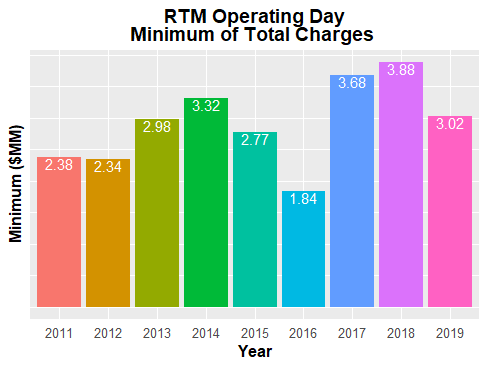 RTM Operating Day
Minimum of Total Charges
Minimum ($MM)
2.38
2.34
2.98
3.32
2.77
1.84
3.68
3.88
3.02
2011 2012 2013 2014 2015 2016 2017 2018 2019
Year